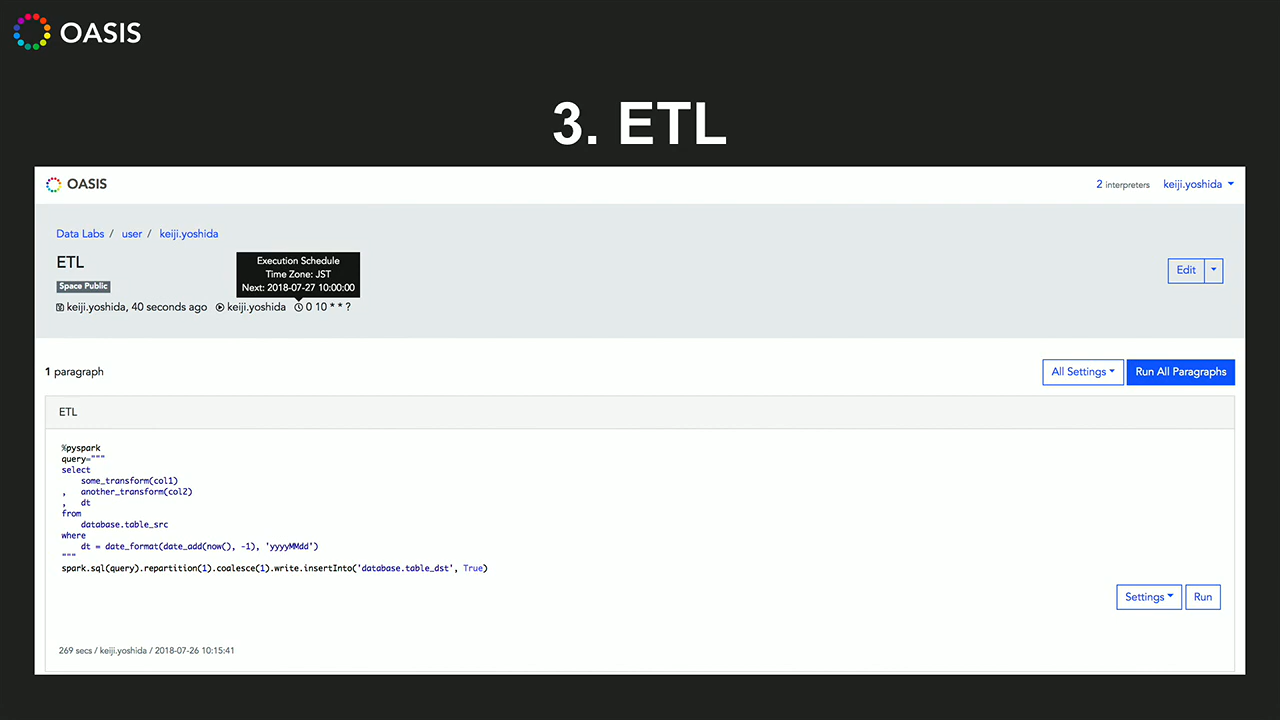 OASIS
3. ETL
OASIS
2 interpreters keiji.yoshida
Data Labs / user / keiji.yoshida
ETL
Execution Schedule
Time Zone: JST
Next: 2018-07-27 10:00:00
Edit
Space Public
keiji.yoshida, 40 seconds ago keiji.yoshida 0 10 * * ?
1 paragraph
All Settings Run All Paragraphs
ETL
%pyspark
query="""
select
    some_transform(col1)
,   another_transform(col2)
,   dt
from
    database.table_src
where
    dt = date_format(date_add(now(), -1), 'yyyyMMdd')
"""
spark.sql(query).repartition(1).coalesce(1).write.insertInto('database.table_dst', True)
Settings Run
269 secs / keiji.yoshida / 2018-07-26 10:15:41